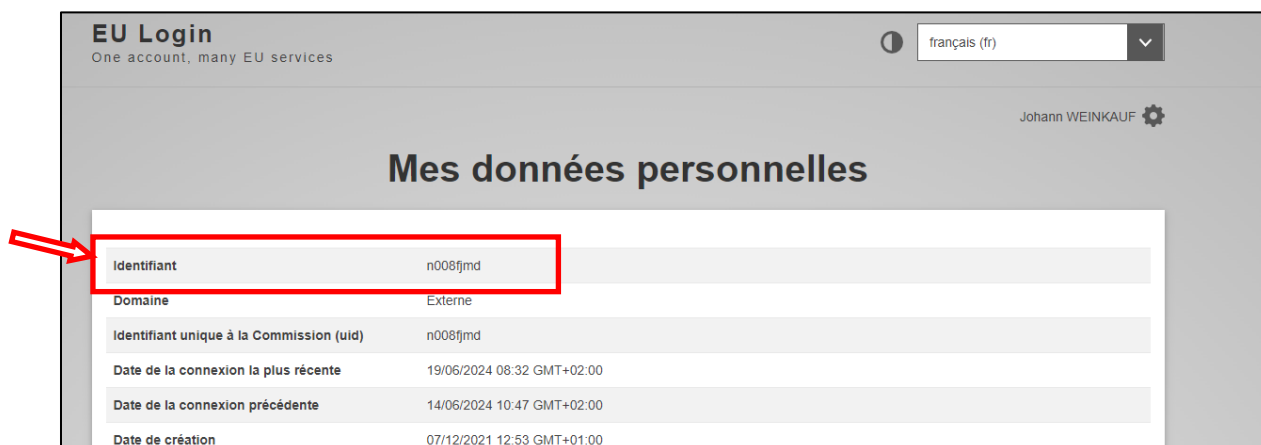 EU Login
One account, many EU services
français (fr)
Johann WEINKAUF
Mes données personnelles
Identifiant n008fjmd
Domaine Externe
Identifiant unique à la Commission (uid) n008fjmd
Date de la connexion la plus récente 19/06/2024 08:32 GMT+02:00
Date de la connexion précédente 14/06/2024 10:47 GMT+02:00
Date de création 07/12/2021 12:53 GMT+01:00